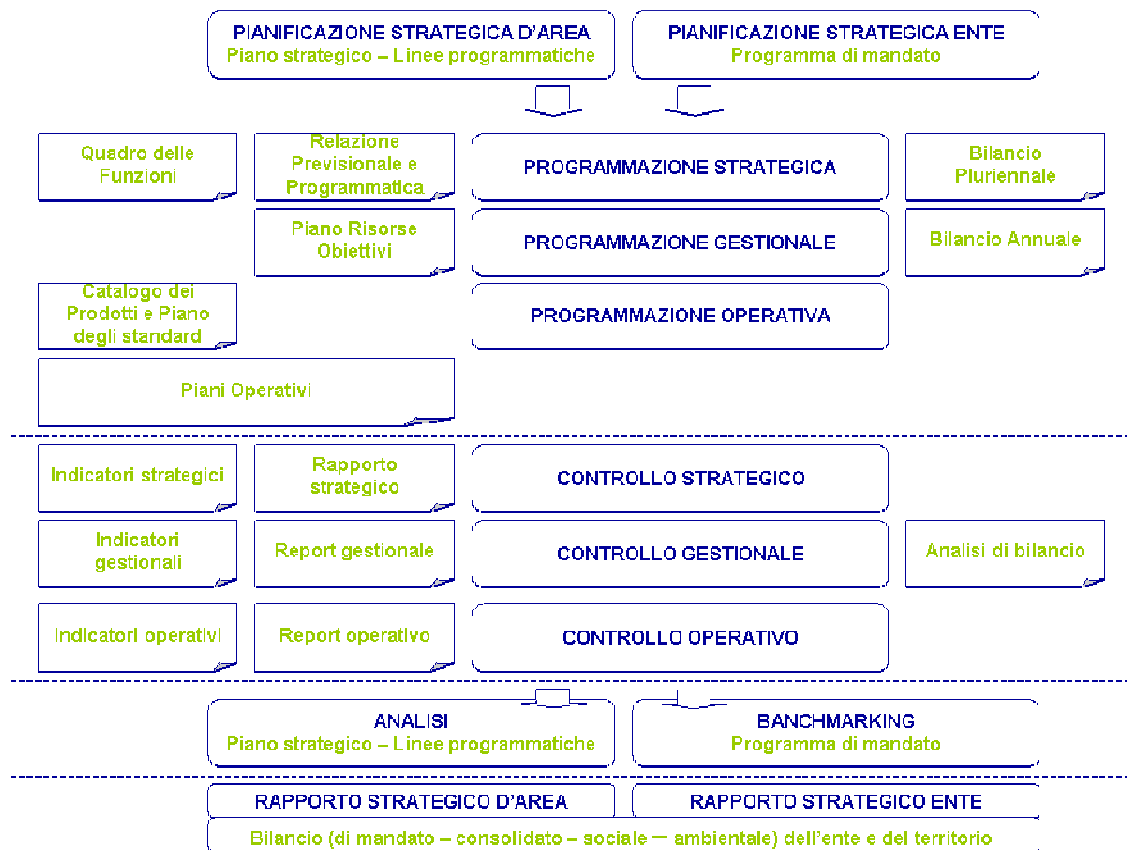 PIANIFICAZIONE STRATEGICA D'AREA
Piano strategico – Linee programmatiche
PIANIFICAZIONE STRATEGICA ENTE
Programma di mandato
Quadro delle
Funzioni
Relazione
Previsionale e
Programmatica
PROGRAMMAZIONE STRATEGICA
Bilancio
Pluriennale
Piano Risorse
Obiettivi
PROGRAMMAZIONE GESTIONALE
Bilancio Annuale
Catalogo dei
Prodotti e Piano
degli standard
PROGRAMMAZIONE OPERATIVA
Piani Operativi
Indicatori strategici
Rapporto
strategico
CONTROLLO STRATEGICO
Indicatori
gestionali
Report gestionale
CONTROLLO GESTIONALE
Analisi di bilancio
Indicatori operativi
Report operativo
CONTROLLO OPERATIVO
ANALISI
Piano strategico – Linee programmatiche
BANCHMARKING
Programma di mandato
RAPPORTO STRATEGICO D'AREA
RAPPORTO STRATEGICO ENTE
Bilancio (di mandato – consolidato – sociale – ambientale) dell'ente e del territorio